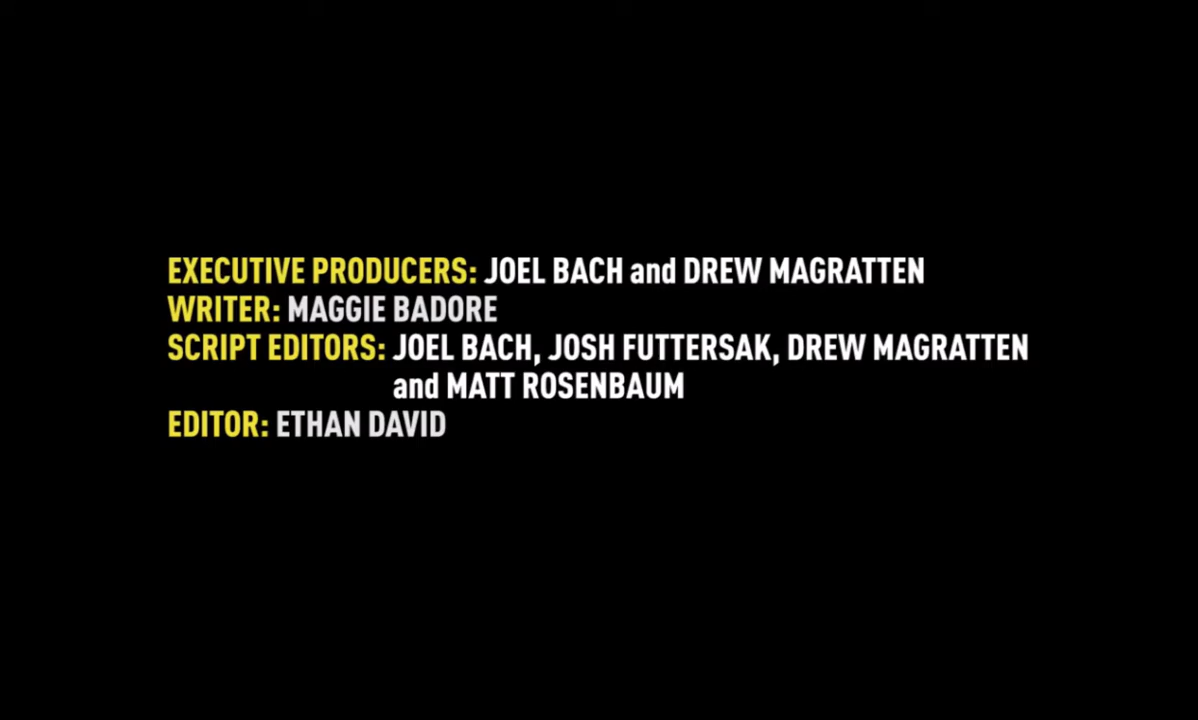 EXECUTIVE PRODUCERS: JOEL BACH and DREW MAGRATTEN
WRITER: MAGGIE BADORE
SCRIPT EDITORS: JOEL BACH, JOSH FUTTERSAK, DREW MAGRATTEN
and MATT ROSENBAUM
EDITOR: ETHAN DAVID